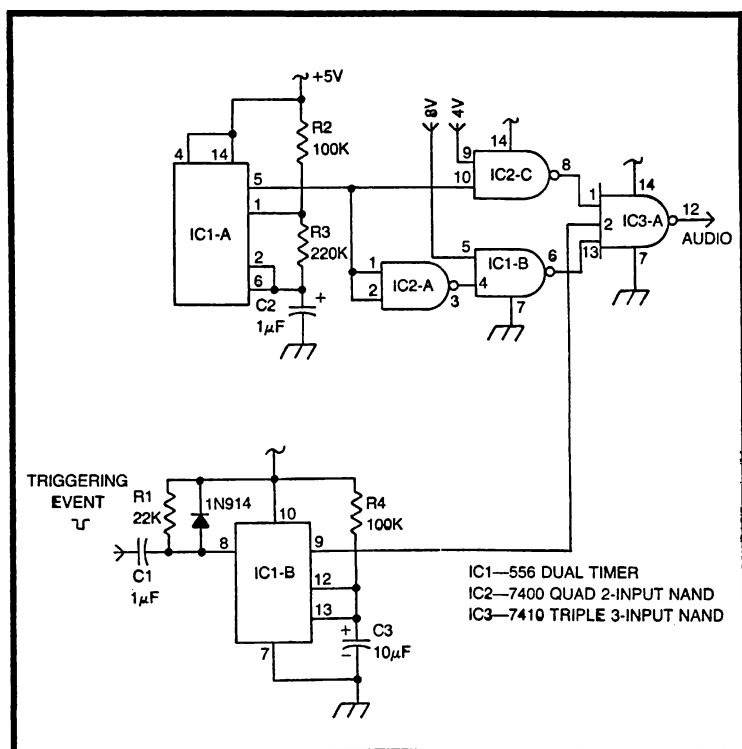 +5V
R2
100K
8V
4V
14
9
10
IC2-C
8
4
14
5
1
IC1-A
R3
220K
2
6
C2
1μF
+
1
2
IC2-A
3
5
4
IC1-B
6
7
1
2
13
14
IC3-A
12
AUDIO
7
TRIGGERING
EVENT
R1
22K
1N914
10
R4
100K
8
9
IC1-B
12
13
C1
1μF
7
+
−
C3
10μF
IC1—556 DUAL TIMER
IC2—7400 QUAD 2-INPUT NAND
IC3—7410 TRIPLE 3-INPUT NAND